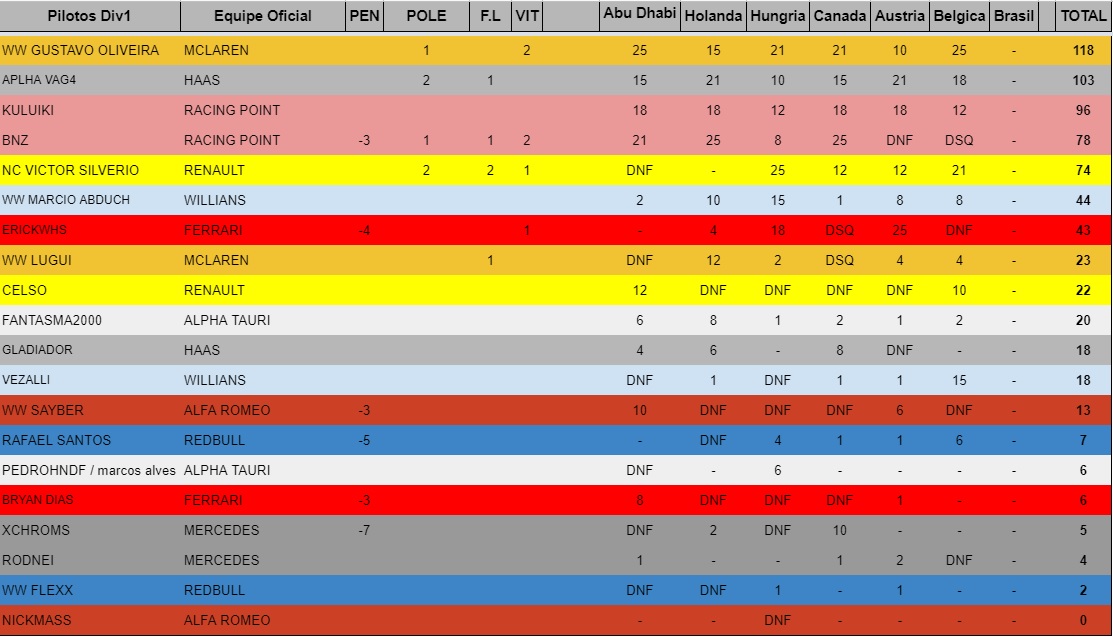 Pilotos Div1 Equipe Oficial PEN POLE F.L VIT Abu Dhabi Holanda Hungria Canada Austria Belgica Brasil TOTAL
WW GUSTAVO OLIVEIRA MCLAREN 1 2 25 15 21 21 10 25 - 118
APLHA VAG4 HAAS 2 1 15 21 10 15 21 18 - 103
KULUIKI RACING POINT 18 18 12 18 18 12 - 96
BNZ RACING POINT -3 1 1 2 21 25 8 25 DNF DSQ - 78
NC VICTOR SILVERIO RENAULT 2 2 1 DNF - 25 12 12 21 - 74
WW MARCIO ABDUCH WILLIANS 2 10 15 1 8 8 - 44
ERICKWHS FERRARI -4 1 - 4 18 DSQ 25 DNF - 43
WW LUGUI MCLAREN 1 DNF 12 2 DSQ 4 4 - 23
CELSO RENAULT 12 DNF DNF DNF DNF 10 - 22
FANTASMA2000 ALPHA TAURI 6 8 1 2 1 2 - 20
GLADIADOR HAAS 4 6 - 8 DNF - - 18
VEZALLI WILLIANS DNF 1 DNF 1 1 15 - 18
WW SAYBER ALFA ROMEO -3 10 DNF DNF DNF 6 DNF - 13
RAFAEL SANTOS REDBULL -5 - DNF 4 1 1 6 - 7
PEDROHNDF / marcos alves ALPHA TAURI DNF - 6 - - - - 6
BRYAN DIAS FERRARI -3 8 DNF DNF DNF 1 - - 6
XCHROMS MERCEDES -7 DNF 2 DNF 10 - - - 5
RODNEI MERCEDES 1 - - 1 2 DNF - 4
WW FLEXX REDBULL DNF DNF 1 - 1 - - 2
NICKMASS ALFA ROMEO - - DNF - - - - 0